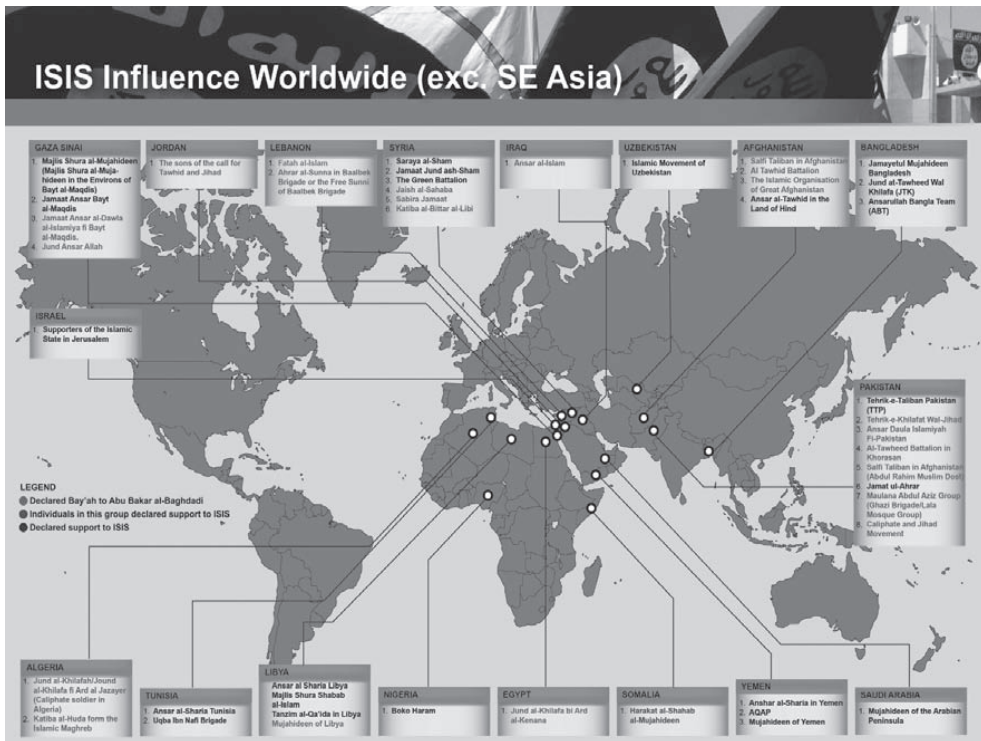 ISIS Influence Worldwide (exc. SE Asia)
GAZA SINAI
1. Majlis Shura al-Mujahideen
(Majlis Shura al-Muja-
hideen in the Environs of
Bayt al-Maqdis)
2. Jamaat Ansar Bayt
al-Maqdis
3. Jamaat Ansar al-Dawla
al-Islamiya fi Bayt
al-Maqdis.
4. Jund Ansar Allah
JORDAN
1. The sons of the call for
Tawhid and Jihad
LEBANON
1. Fatah al-Islam
2. Ahrar al-Sunna in Baalbek
Brigade or the Free Sunni
of Baalbek Brigade
SYRIA
1. Saraya al-Sham
2. Jamaat Jund ash-Sham
3. The Green Battalion
4. Jaish al-Sahaba
5. Sabira Jamaat
6. Katiba al-Bittar al-Libi
IRAQ
1. Ansar al-Islam
UZBEKISTAN
1. Islamic Movement of
Uzbekistan
AFGHANISTAN
1. Salfi Taliban in Afghanistan
2. Al Tawhid Battalion
3. The Islamic Organisation
of Great Afghanistan
4. Ansar al-Tawhid in the
Land of Hind
BANGLADESH
1. Jamayetul Mujahideen
Bangladesh
2. Jund al-Tawheed Wal
Khilafa (JTK)
3. Ansarullah Bangla Team
(ABT)
ISRAEL
1. Supporters of the Islamic
State in Jerusalem
PAKISTAN
1. Tehrik-e-Taliban Pakistan
(TTP)
2. Tehrik-e-Khilafat Wal-Jihad
3. Ansar Daula Islamiyah
Fi-Pakistan
4. Al-Tawheed Battalion in
Khorasan
5. Salfi Taliban in Afghanistan
(Abdul Rahim Muslim Dost)
6. Jamat ul-Ahrar
7. Maulana Abdul Aziz Group
(Ghazi Brigade/Lala
Mosque Group)
8. Caliphate and Jihad
Movement
LEGEND
Declared Bay'ah to Abu Bakar al-Baghdadi
Individuals in this group declared support to ISIS
Declared support to ISIS
ALGERIA
1. Jund al-Khilafah/Jound
al-Khilafa fi Ard al Jazayer
(Caliphate soldier in
Algeria)
2. Katiba al-Huda form the
Islamic Maghreb
TUNISIA
1. Ansar al-Sharia Tunisia
2. Uqba Ibn Nafi Brigade
LIBYA
Ansar al Sharia Libya
Majlis Shura Shabab
al-Islam
Tanzim al-Qa'ida in Libya
Mujahideen of Libya
NIGERIA
1. Boko Haram
EGYPT
1. Jund al-Khilafa bi Ard
al-Kenana
SOMALIA
Harakat al-Shahab
al-Mujahideen
YEMEN
1. Anshar al-Sharia in Yemen
2. AQAP
3. Mujahideen of Yemen
SAUDI ARABIA
1. Mujahideen of the Arabian
Peninsula